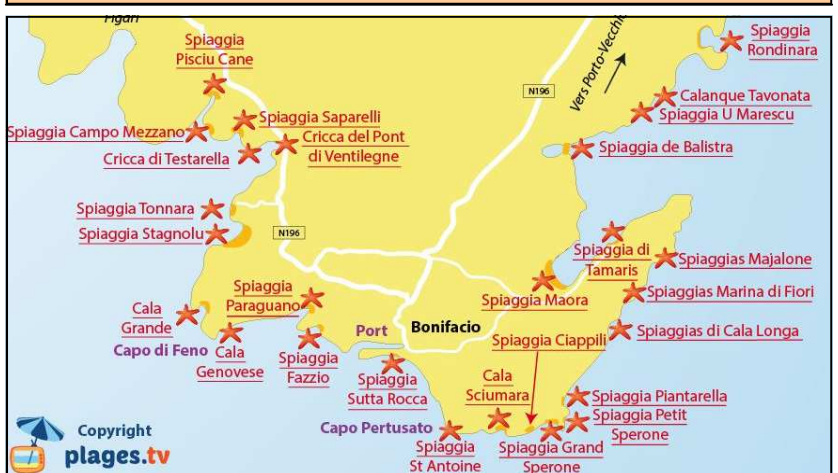 Figari
Spiaggia
Pisciu Cane
Spiaggia Saparelli
Spiaggia Campo Mezzano
Cricca del Pont
di Ventilegne
Cricca di Testarella
Spiaggia Tonnara
Spiaggia Stagnolu
N196
N196
Vers Porto-Vecchio
Spiaggia
Rondinara
Calanque Tavonata
Spiaggia U Marescu
Spiaggia de Balistra
Spiaggia di
Tamaris
Spiaggias Majalone
Spiaggia Maora
Spiaggias Marina di Fiori
Spiaggia
Paraguano
Cala
Grande
Capo di Feno
Cala
Genovese
Spiaggia
Fazzio
Port
Bonifacio
Spiaggia Ciappili
Spiaggias di Cala Longa
Spiaggia
Sutta Rocca
Cala
Sciumara
Spiaggia Piantarella
Spiaggia Petit
Sperone
Capo Pertusato
Spiaggia
St Antoine
Spiaggia Grand
Sperone
Copyright
plages.tv